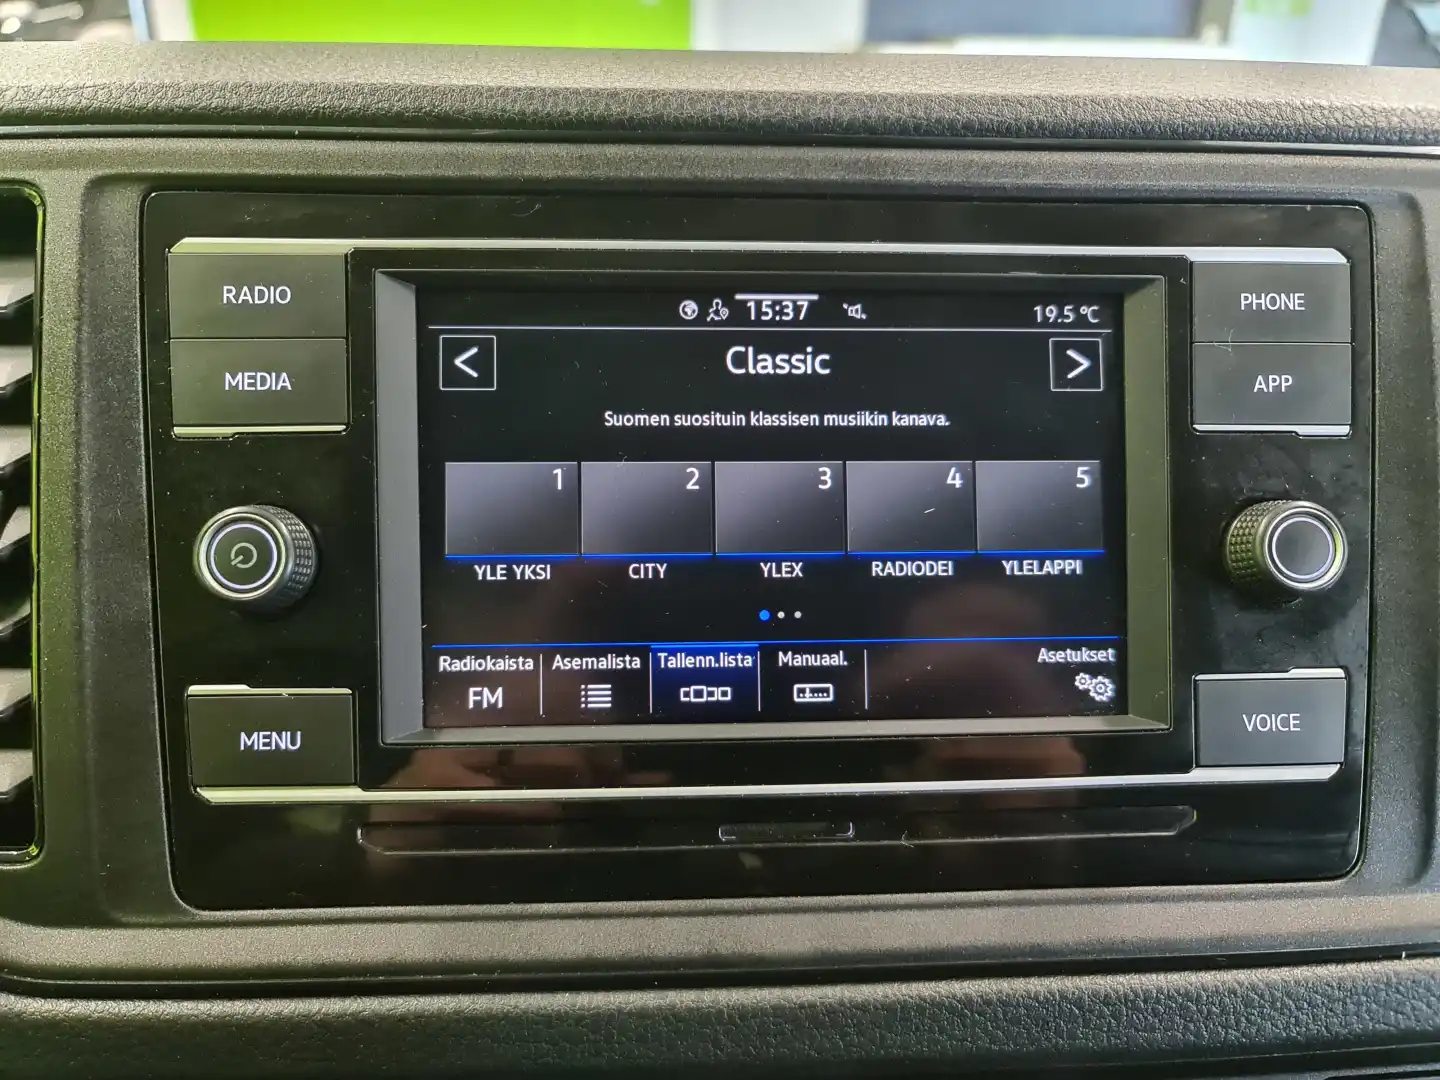 RADIO
MEDIA
MENU
15:37
19.5 °C
<
Classic
>
Suomen suosituin klassisen musiikin kanava.
1 2 3 4 5
YLE YKSI CITY YLEX RADIODEI YLELAPPI
Radiokaista Asemalista Tallenn.lista Manuaal. Asetukset
FM
PHONE
APP
VOICE